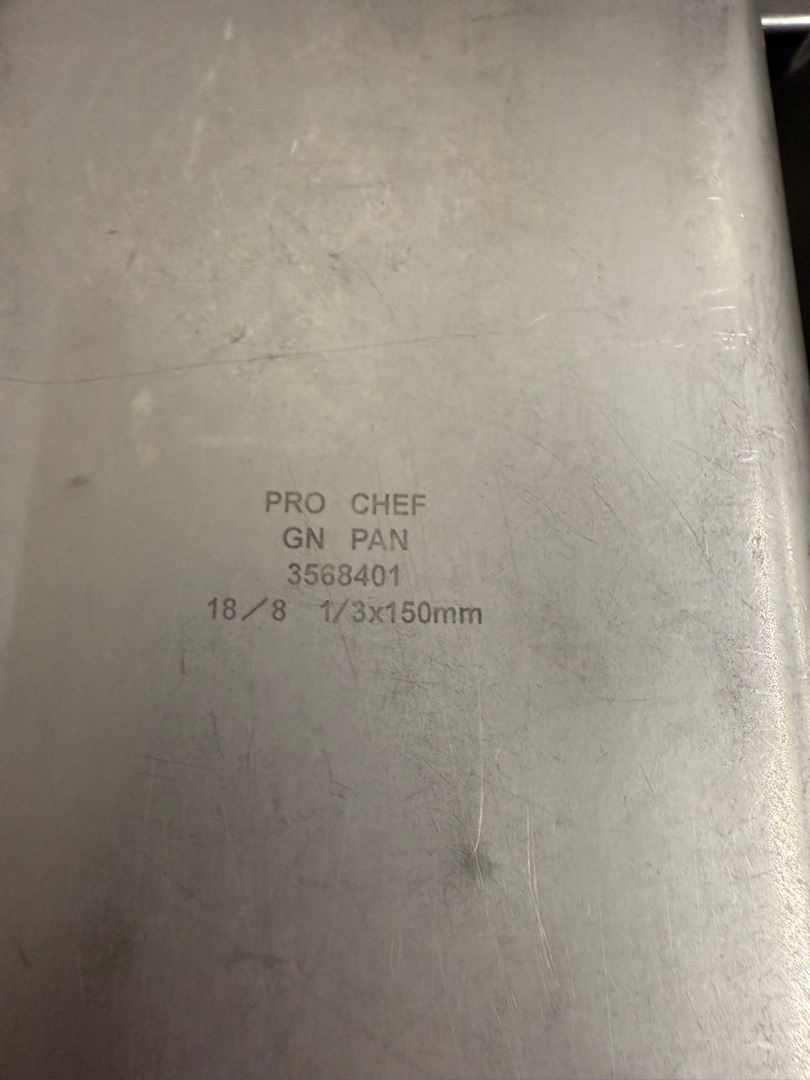 PRO CHEF
GN PAN
3568401
18/8 1/3x150mm